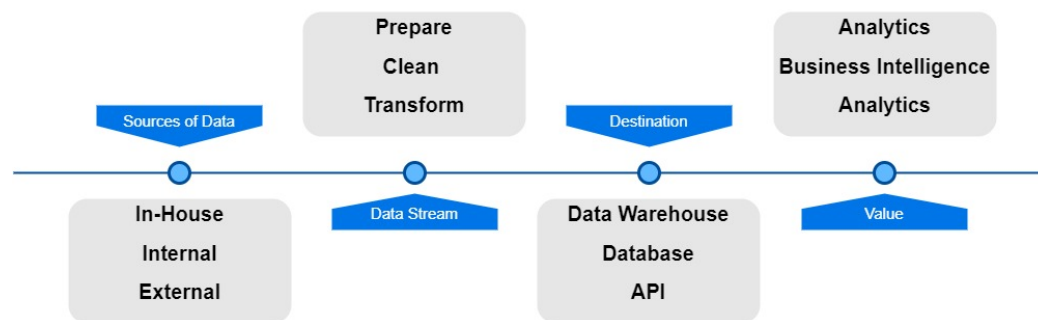 Prepare
Clean
Transform
Analytics
Business Intelligence
Analytics
Sources of Data
Destination
In-House
Internal
External
Data Stream
Data Warehouse
Database
API
Value